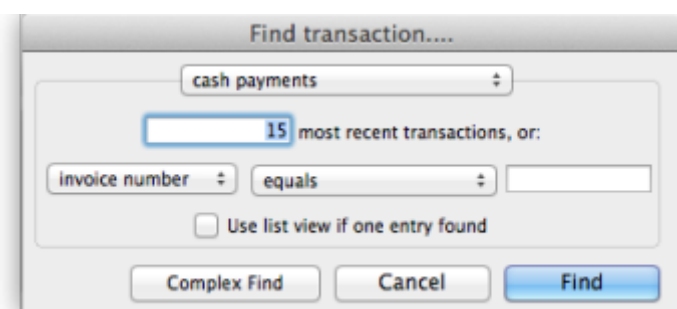 Find transaction....
cash payments
15 most recent transactions, or:
invoice number equals
Use list view if one entry found
Complex Find Cancel Find